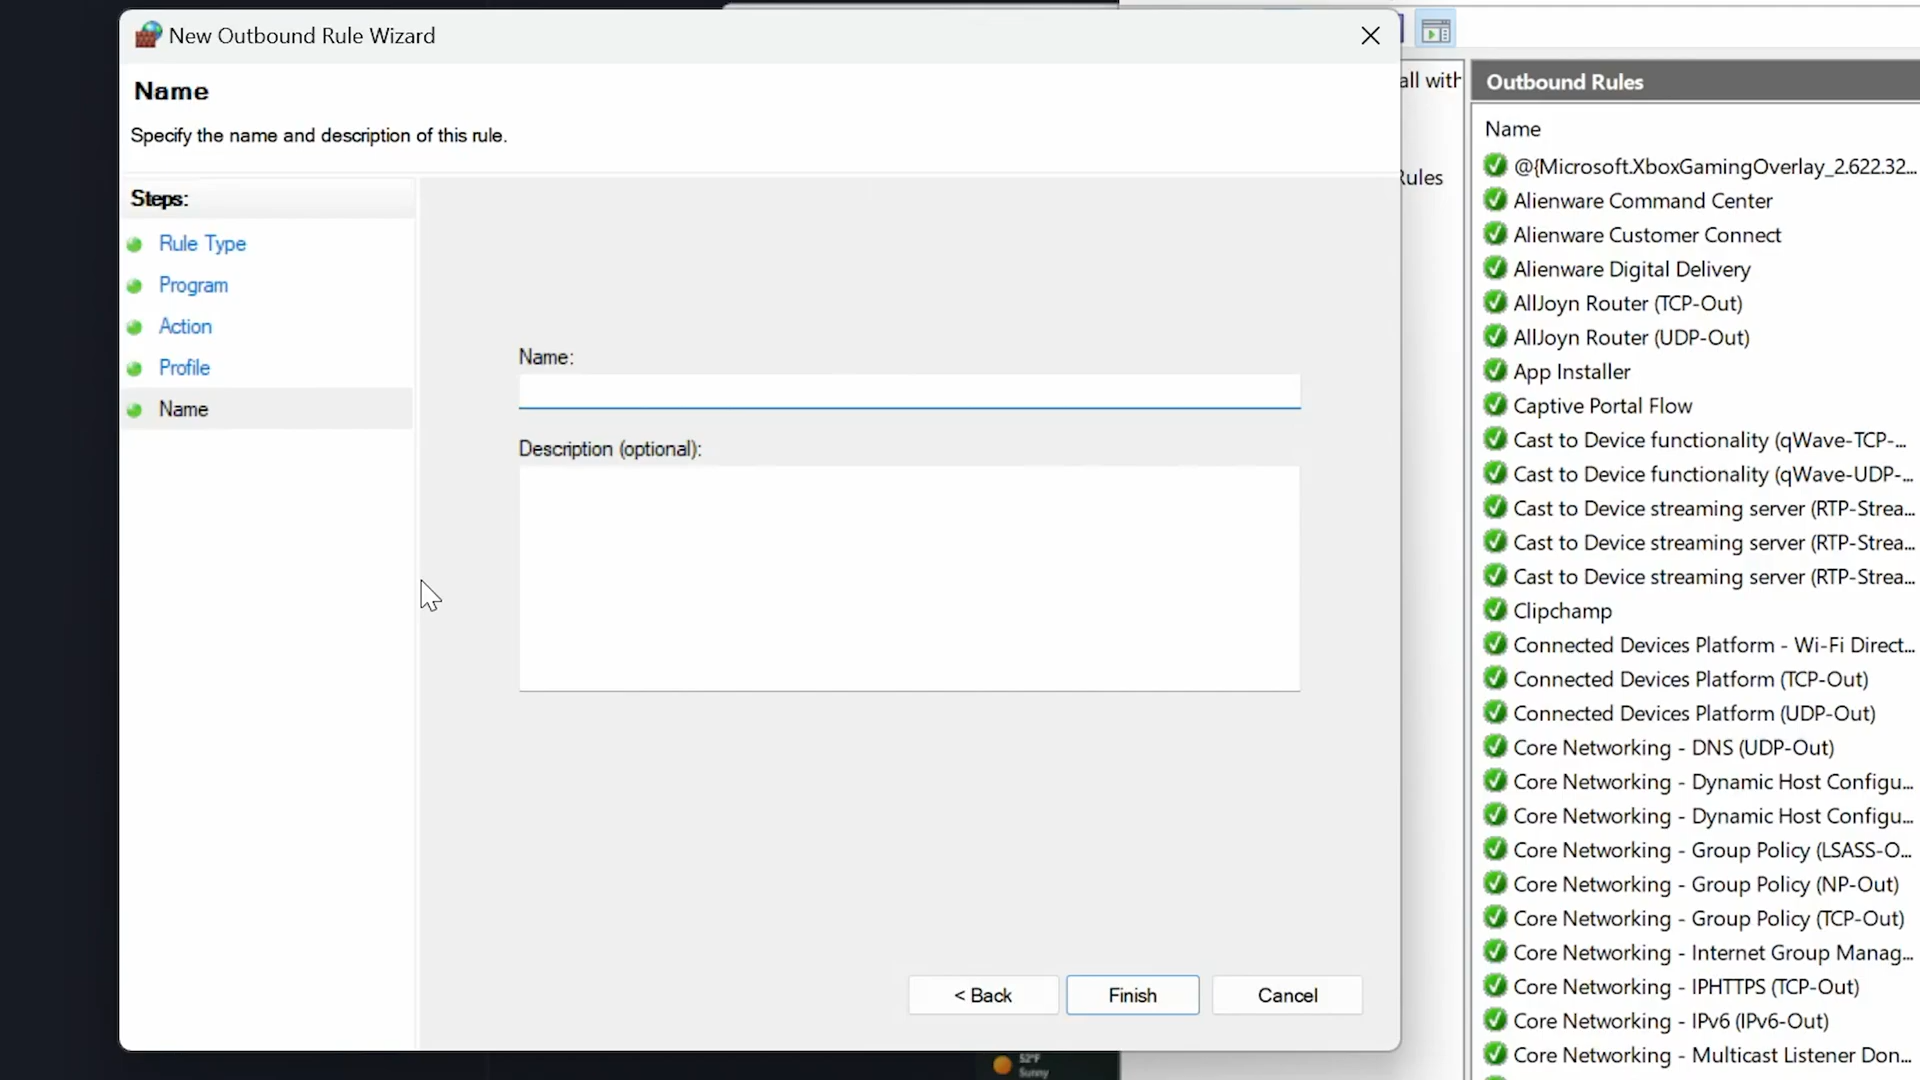 New Outbound Rule Wizard
Name
Specify the name and description of this rule.
Steps:
Rule Type
Program
Action
Profile
Name
Name:
Description (optional):
< Back
Finish
Cancel
52°F
Sunny
all with
Rules
Outbound Rules
Name
@{Microsoft.XboxGamingOverlay_2.622.32...
Alienware Command Center
Alienware Customer Connect
Alienware Digital Delivery
AllJoyn Router (TCP-Out)
AllJoyn Router (UDP-Out)
App Installer
Captive Portal Flow
Cast to Device functionality (qWave-TCP-...
Cast to Device functionality (qWave-UDP-...
Cast to Device streaming server (RTP-Strea...
Cast to Device streaming server (RTP-Strea...
Cast to Device streaming server (RTP-Strea...
Clipchamp
Connected Devices Platform - Wi-Fi Direct...
Connected Devices Platform (TCP-Out)
Connected Devices Platform (UDP-Out)
Core Networking - DNS (UDP-Out)
Core Networking - Dynamic Host Configu...
Core Networking - Dynamic Host Configu...
Core Networking - Group Policy (LSASS-O...
Core Networking - Group Policy (NP-Out)
Core Networking - Group Policy (TCP-Out)
Core Networking - Internet Group Manag...
Core Networking - IPHTTPS (TCP-Out)
Core Networking - IPv6 (IPv6-Out)
Core Networking - Multicast Listener Don...